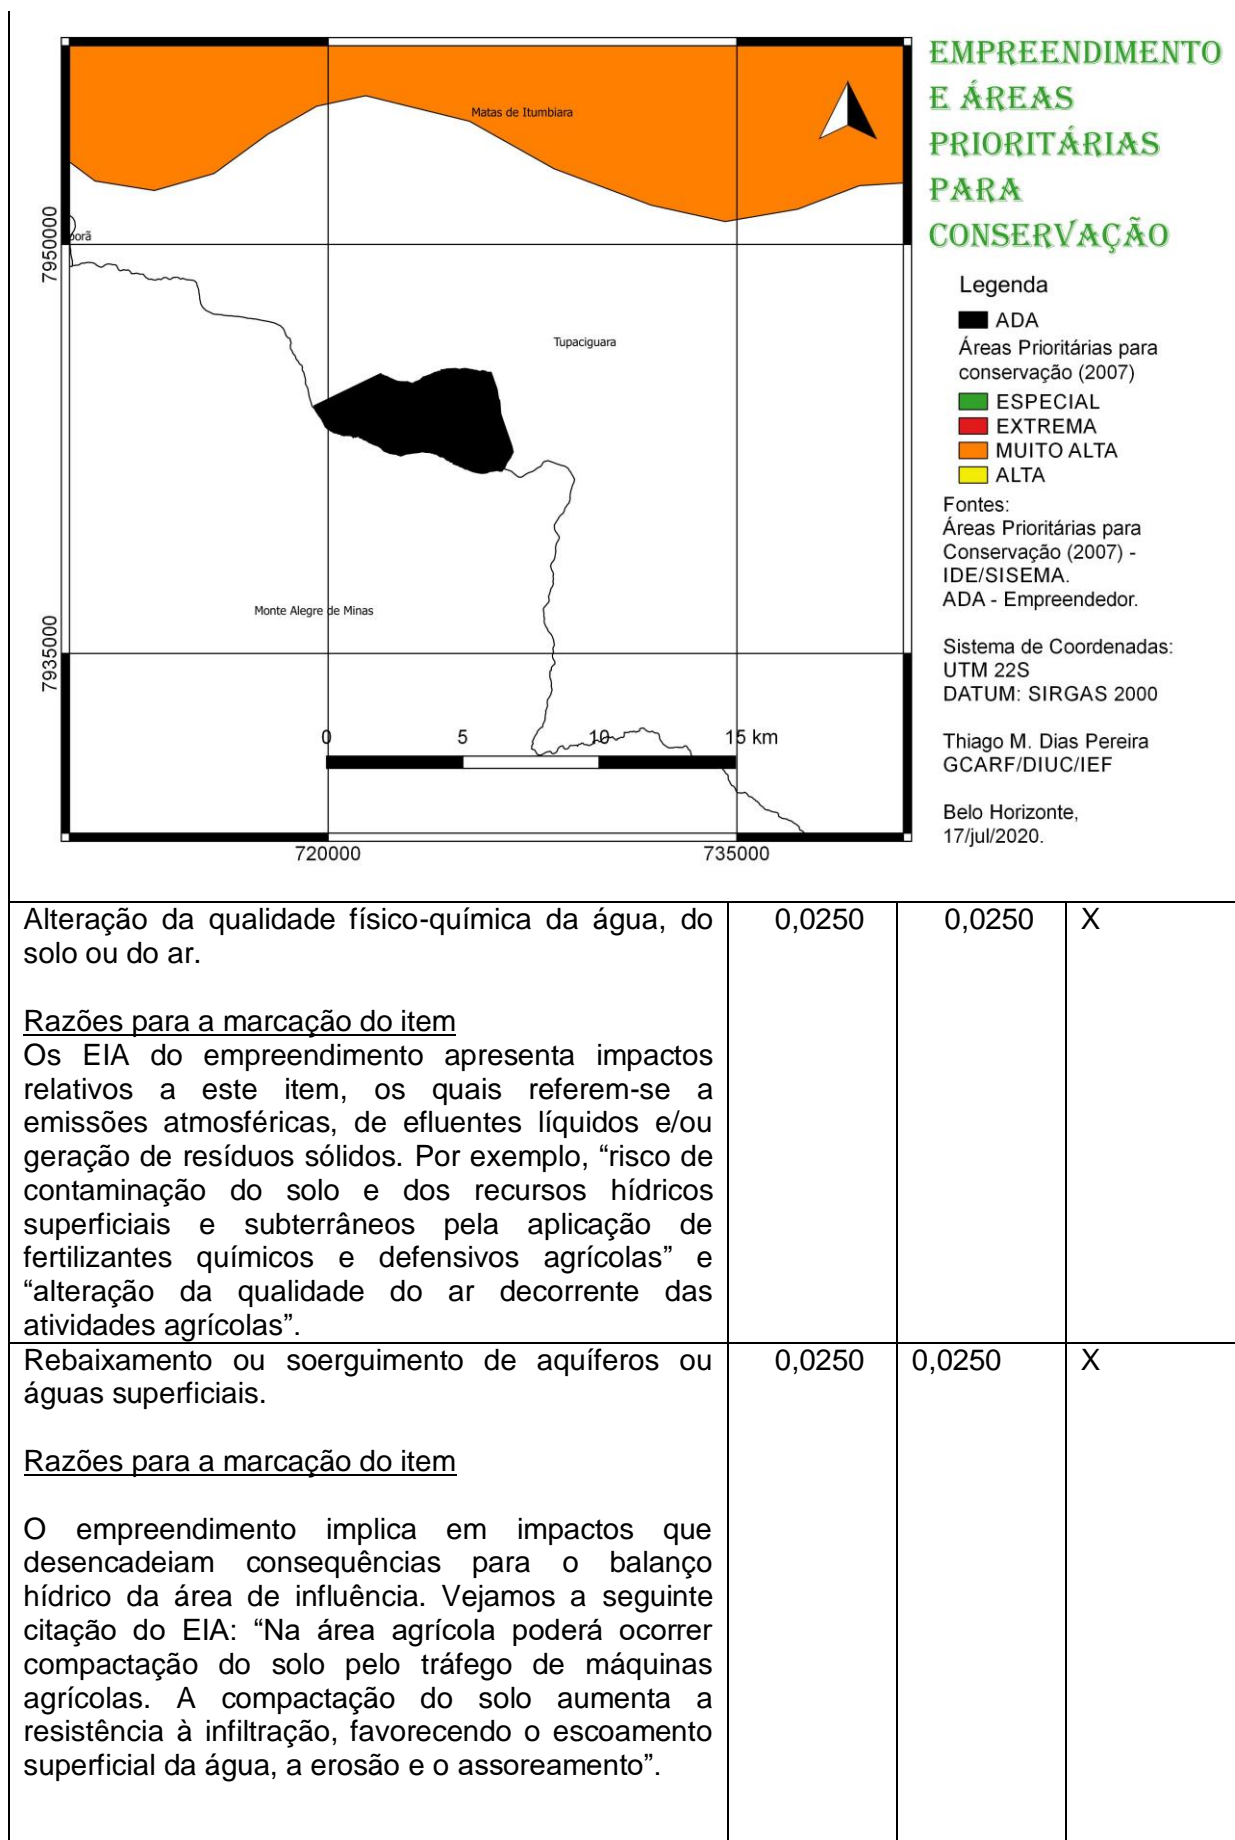 EMPREENDIMENTO
E ÁREAS
PRIORITÁRIAS
PARA
CONSERVAÇÃO
Matas de Itumbiara
7950000
porã
Tupaciguara
Monte Alegre de Minas
7935000
0 5 10 15 km
720000 735000
Legenda
ADA
Áreas Prioritárias para
conservação (2007)
ESPECIAL
EXTREMA
MUITO ALTA
ALTA
Fontes:
Áreas Prioritárias para
Conservação (2007) -
IDE/SISEMA.
ADA - Empreendedor.
Sistema de Coordenadas:
UTM 22S
DATUM: SIRGAS 2000
Thiago M. Dias Pereira
GCARF/DIUC/IEF
Belo Horizonte,
17/jul/2020.
Alteração da qualidade físico-química da água, do 0,0250 0,0250 X
solo ou do ar.
Razões para a marcação do item
Os EIA do empreendimento apresenta impactos
relativos a este item, os quais referem-se a
emissões atmosféricas, de efluentes líquidos e/ou
geração de resíduos sólidos. Por exemplo, “risco de
contaminação do solo e dos recursos hídricos
superficiais e subterrâneos pela aplicação de
fertilizantes químicos e defensivos agrícolas” e
“alteração da qualidade do ar decorrente das
atividades agrícolas”.
Rebaixamento ou soerguimento de aquíferos ou 0,0250 0,0250 X
águas superficiais.
Razões para a marcação do item
O empreendimento implica em impactos que
desencadeiam consequências para o balanço
hídrico da área de influência. Vejamos a seguinte
citação do EIA: “Na área agrícola poderá ocorrer
compactação do solo pelo tráfego de máquinas
agrícolas. A compactação do solo aumenta a
resistência à infiltração, favorecendo o escoamento
superficial da água, a erosão e o assoreamento”.